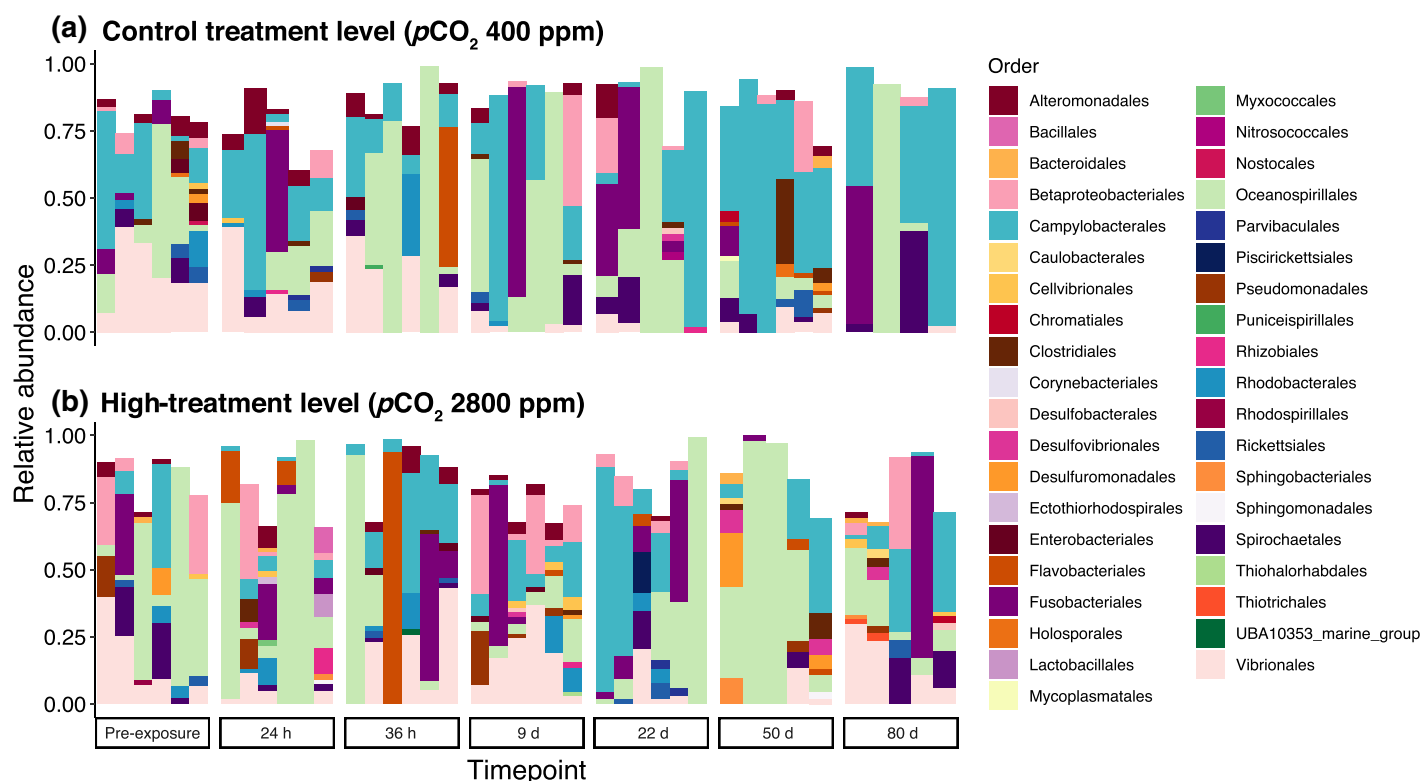 (a) Control treatment level (pCO2 400 ppm)
1.00
0.75
0.50
0.25
0.00
Relative abundance
(b) High-treatment level (pCO2 2800 ppm)
1.00
0.75
0.50
0.25
0.00
Pre-exposure 24 h 36 h 9 d 22 d 50 d 80 d
Timepoint
Order
Alteromonadales
Bacillales
Bacteroidales
Betaproteobacteriales
Campylobacterales
Caulobacterales
Cellvibrionales
Chromatiales
Clostridiales
Corynebacteriales
Desulfobacterales
Desulfovibrionales
Desulfuromonadales
Ectothiorhodospirales
Enterobacteriales
Flavobacteriales
Fusobacteriales
Holosporales
Lactobacillales
Mycoplasmatales
Myxococcales
Nitrosococcales
Nostocales
Oceanospirillales
Parvibaculales
Piscirickettsiales
Pseudomonadales
Puniceispirillales
Rhizobiales
Rhodobacterales
Rhodospirillales
Rickettsiales
Sphingobacteriales
Sphingomonadales
Spirochaetales
Thiohalorhabdales
Thiotrichales
UBA10353_marine_group
Vibrionales